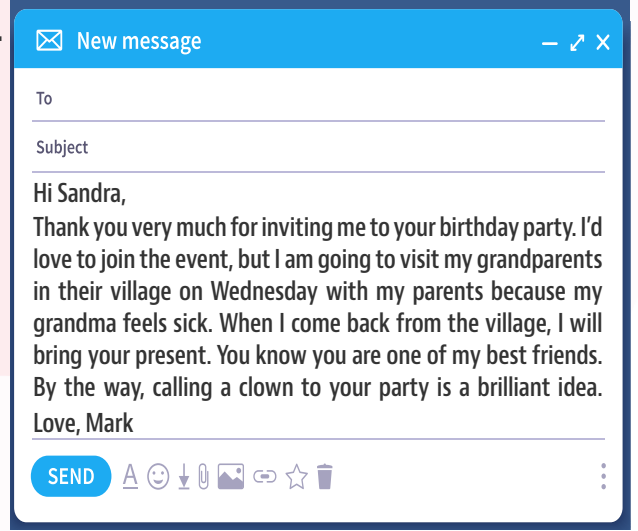 New message
To
Subject
Hi Sandra,
Thank you very much for inviting me to your birthday party. I'd
love to join the event, but I am going to visit my grandparents
in their village on Wednesday with my parents because my
grandma feels sick. When I come back from the village, I will
bring your present. You know you are one of my best friends.
By the way, calling a clown to your party is a brilliant idea.
Love, Mark
SEND A